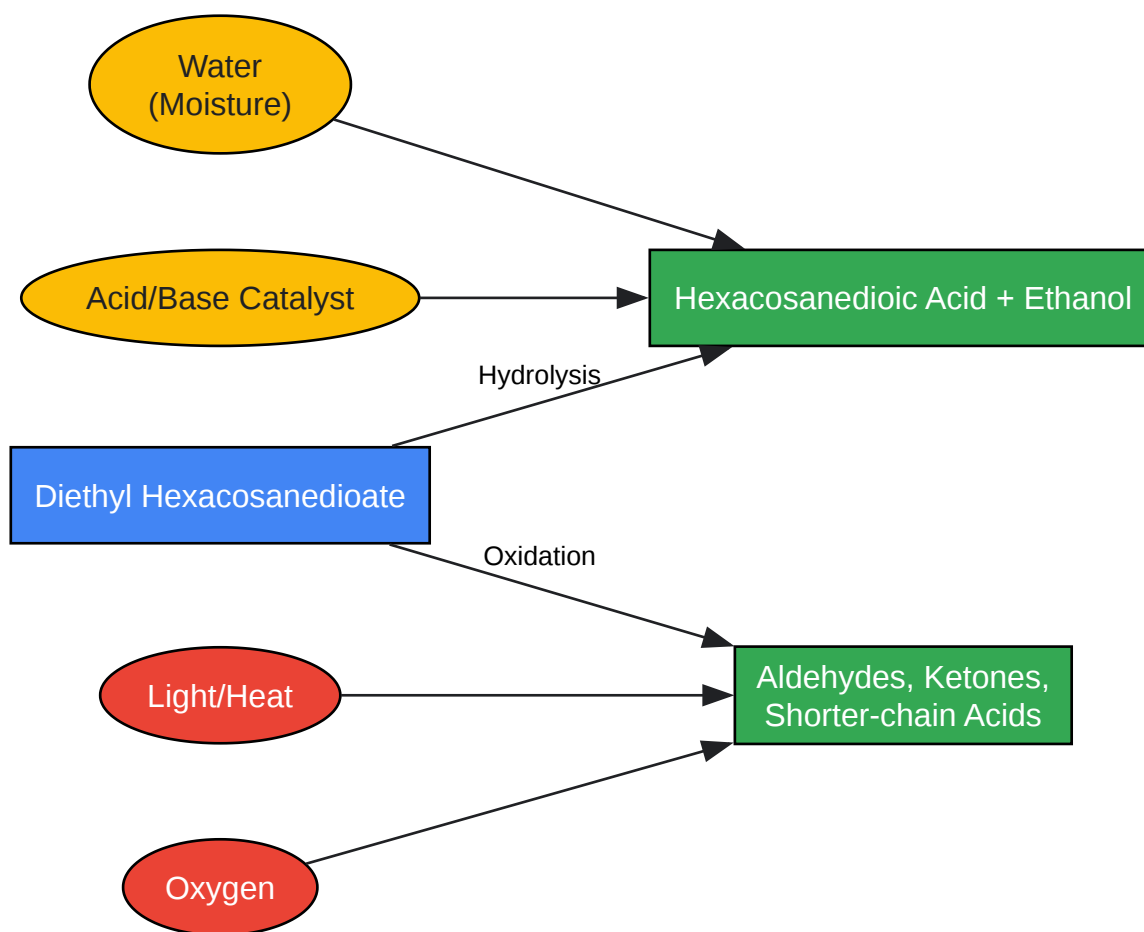 Water
(Moisture)
Acid/Base Catalyst
Hexacosanedioic Acid + Ethanol
Hydrolysis
Diethyl Hexacosanedioate
Oxidation
Light/Heat
Aldehydes, Ketones,
Shorter-chain Acids
Oxygen